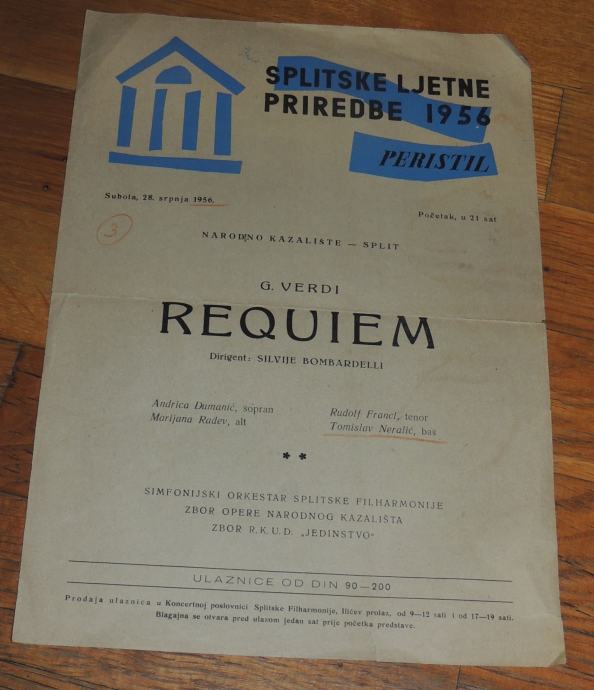 SPLITSKE LJETNE
PRIREDBE 1956
PERISTIL
Subota, 28. srpnja 1956.
Početak, u 21 sat
3
NARODNO KAZALIŠTE — SPLIT
G. VERDI
REQUIEM
Dirigent: SILVIJE BOMBARDELLI
Andrica Dumanić, sopran
Marijana Radev, alt
Rudolf Francl, tenor
Tomislav Neralić, bas
* *
SIMFONIJSKI ORKESTAR SPLITSKE FILHARMONIJE
ZBOR OPERE NARODNOG KAZALIŠTA
ZBOR R.K.U.D. „JEDINSTVO“
ULAZNICE OD DIN 90—200
Prodaja ulaznica u Koncertnoj poslovnici Splitske Filharmonije, Ilićev prolaz, od 9—12 sati i od 17—19 sati.
Blagajna se otvara pred ulazom jedan sat prije početka predstave.